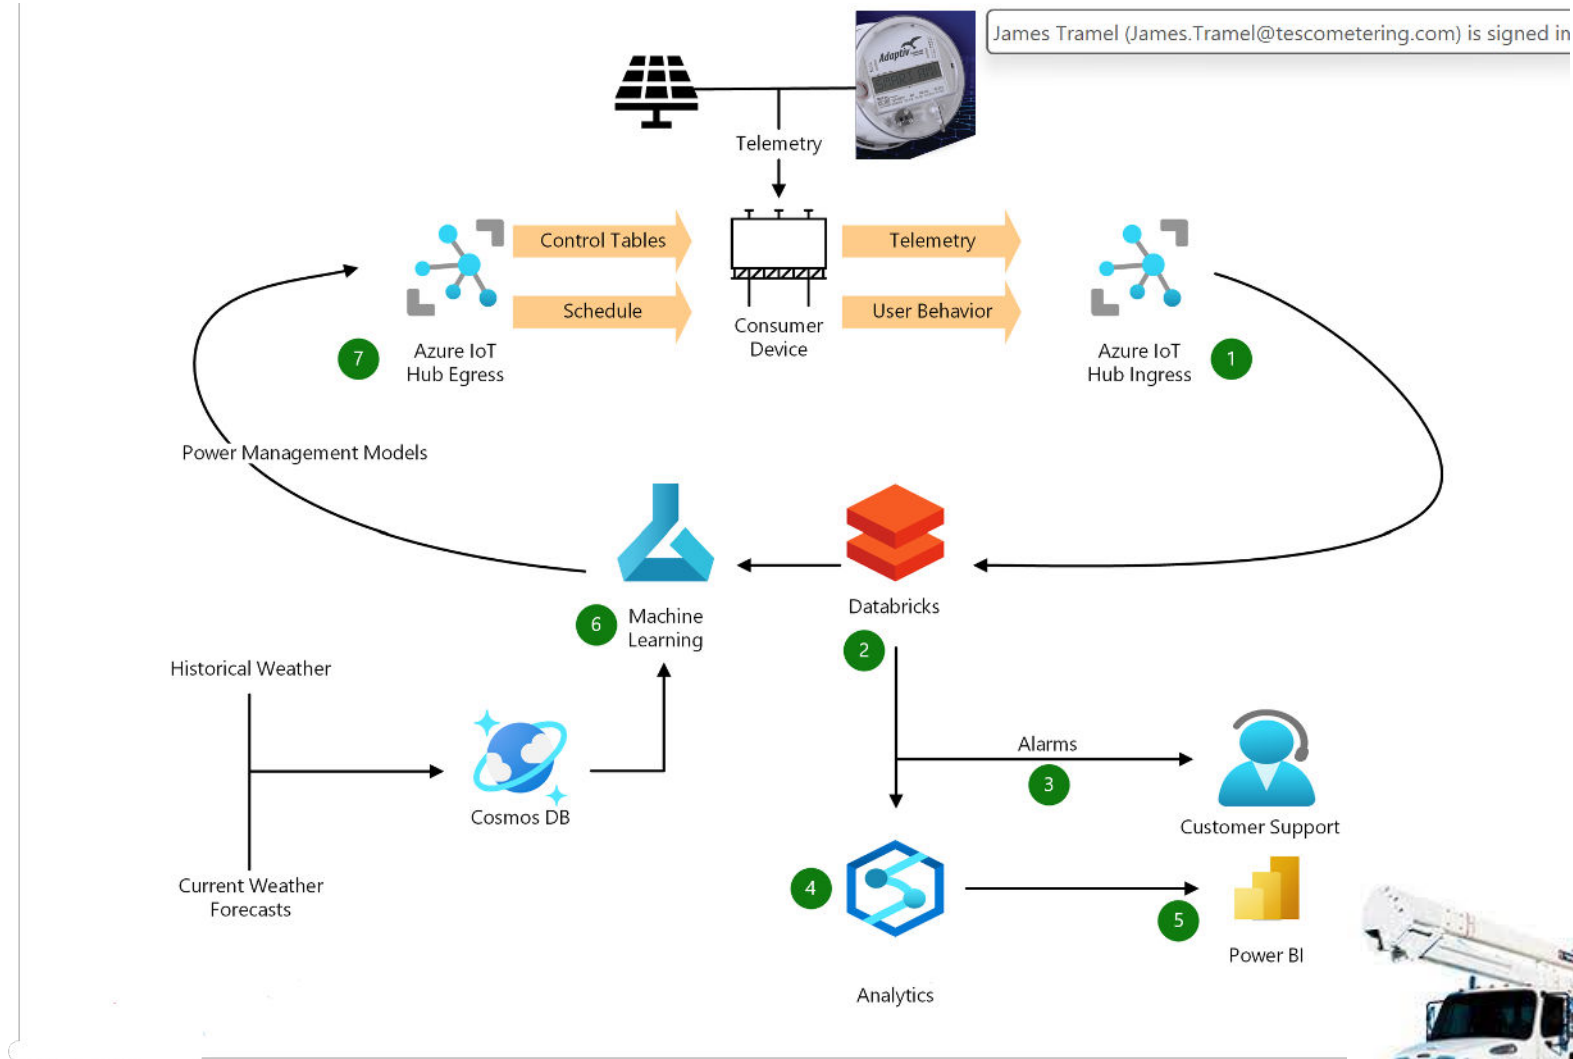 James Tramel (James.Tramel@tescometering.com) is signed in
Adaptiv
Telemetry
Control Tables
Telemetry
Schedule
User Behavior
Consumer
Device
7
Azure IoT
Hub Egress
Azure IoT
Hub Ingress
1
Power Management Models
Databricks
6
Machine
Learning
2
Historical Weather
Alarms
3
Cosmos DB
Customer Support
Current Weather
Forecasts
4
5
Power BI
Analytics